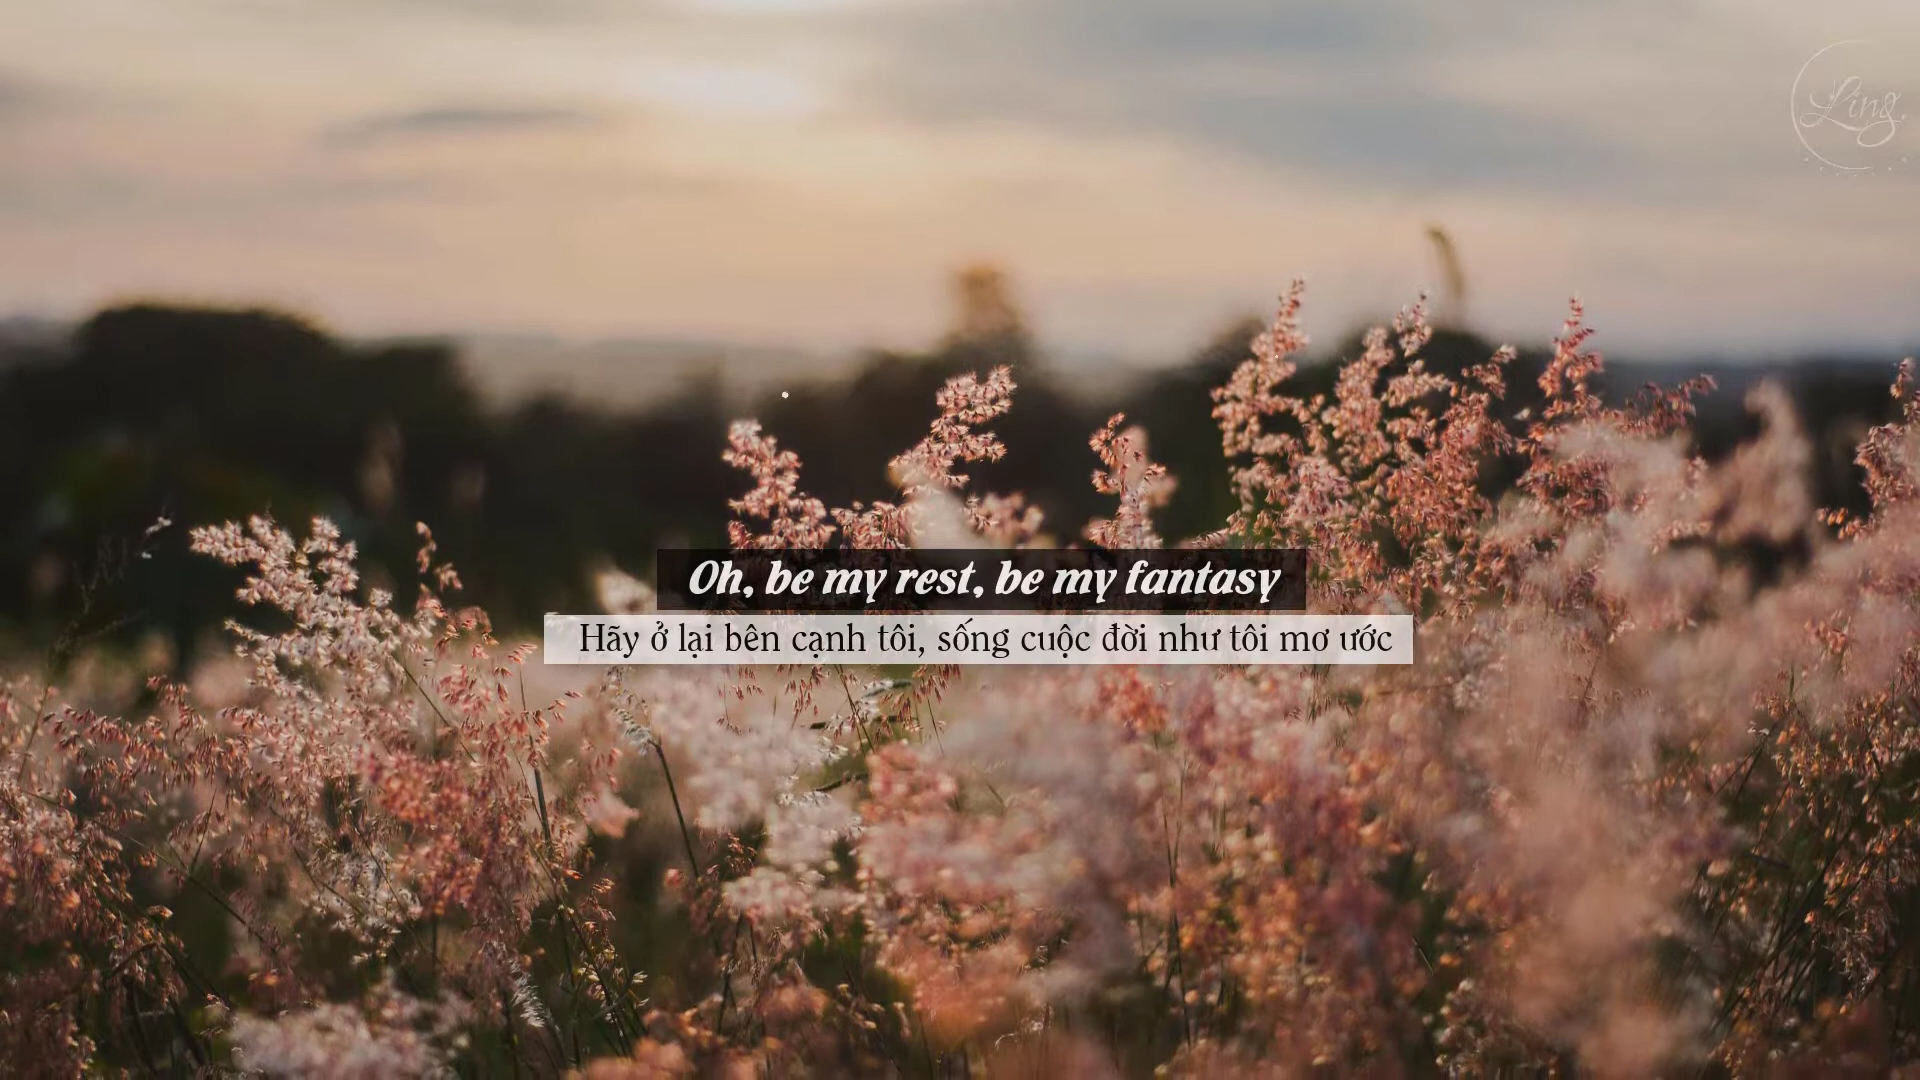 Ling
Oh, be my rest, be my fantasy
Hãy ở lại bên cạnh tôi, sống cuộc đời như tôi mơ ước